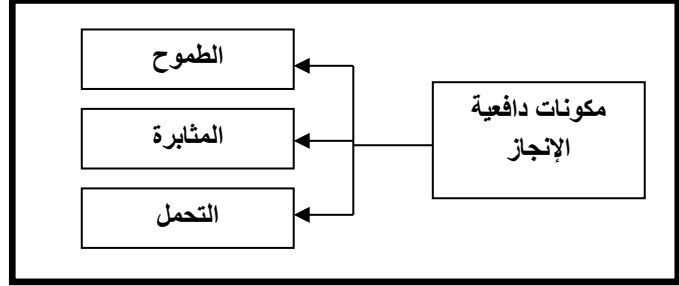 مكونات دافعية
الإنجاز
الطموح
المثابرة
التحمل